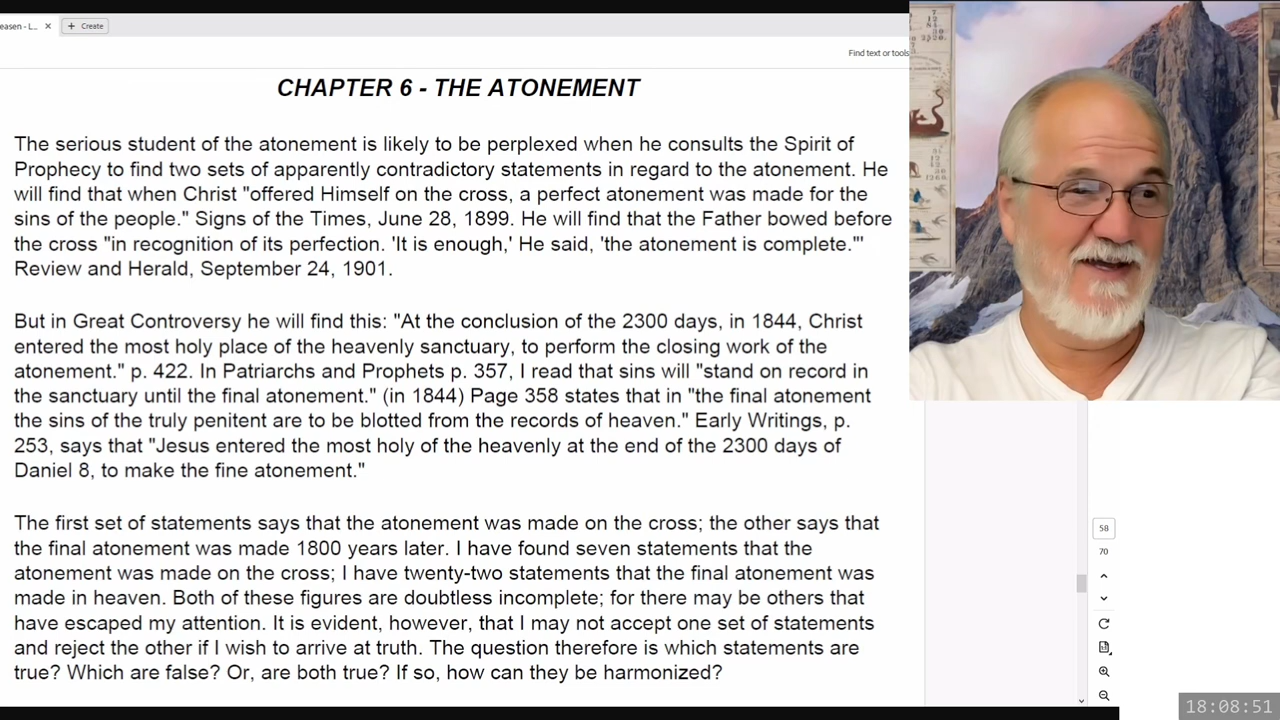 easen - L...
Create
Find text or tools
CHAPTER 6 - THE ATONEMENT
The serious student of the atonement is likely to be perplexed when he consults the Spirit of
Prophecy to find two sets of apparently contradictory statements in regard to the atonement. He
will find that when Christ "offered Himself on the cross, a perfect atonement was made for the
sins of the people." Signs of the Times, June 28, 1899. He will find that the Father bowed before
the cross "in recognition of its perfection. 'It is enough,' He said, 'the atonement is complete."'
Review and Herald, September 24, 1901.
But in Great Controversy he will find this: "At the conclusion of the 2300 days, in 1844, Christ
entered the most holy place of the heavenly sanctuary, to perform the closing work of the
atonement." p. 422. In Patriarchs and Prophets p. 357, I read that sins will "stand on record in
the sanctuary until the final atonement." (in 1844) Page 358 states that in "the final atonement
the sins of the truly penitent are to be blotted from the records of heaven." Early Writings, p.
253, says that "Jesus entered the most holy of the heavenly at the end of the 2300 days of
Daniel 8, to make the fine atonement."
The first set of statements says that the atonement was made on the cross; the other says that
the final atonement was made 1800 years later. I have found seven statements that the
atonement was made on the cross; I have twenty-two statements that the final atonement was
made in heaven. Both of these figures are doubtless incomplete; for there may be others that
have escaped my attention. It is evident, however, that I may not accept one set of statements
and reject the other if I wish to arrive at truth. The question therefore is which statements are
true? Which are false? Or, are both true? If so, how can they be harmonized?
58
70
18:08:51